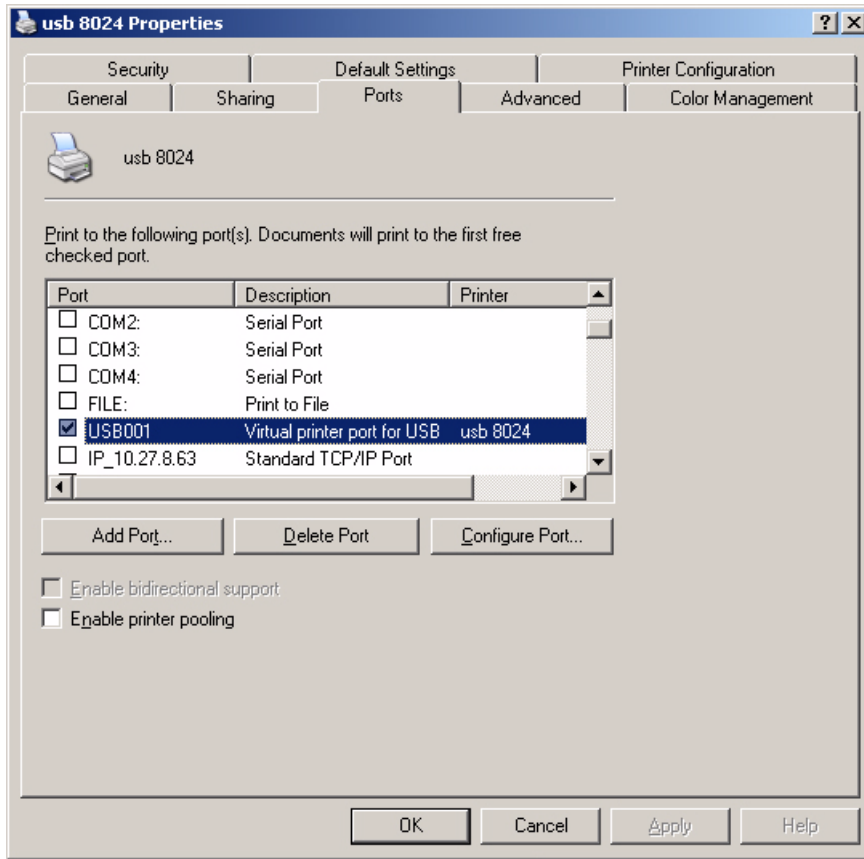 usb 8024 Properties
Security Default Settings Printer Configuration
General Sharing Ports Advanced Color Management
usb 8024
Print to the following port(s). Documents will print to the first free
checked port.
Port Description Printer
COM2: Serial Port
COM3: Serial Port
COM4: Serial Port
FILE: Print to File
USB001 Virtual printer port for USB usb 8024
IP_10.27.8.63 Standard TCP/IP Port
Add Port... Delete Port Configure Port...
Enable bidirectional support
Enable printer pooling
OK Cancel Apply Help